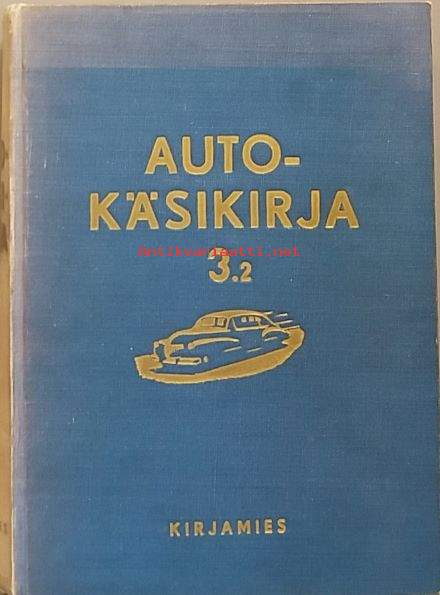 AUTO-
KÄSIKIRJA
Antikvariaatti.net
3.2
KIRJAMIES